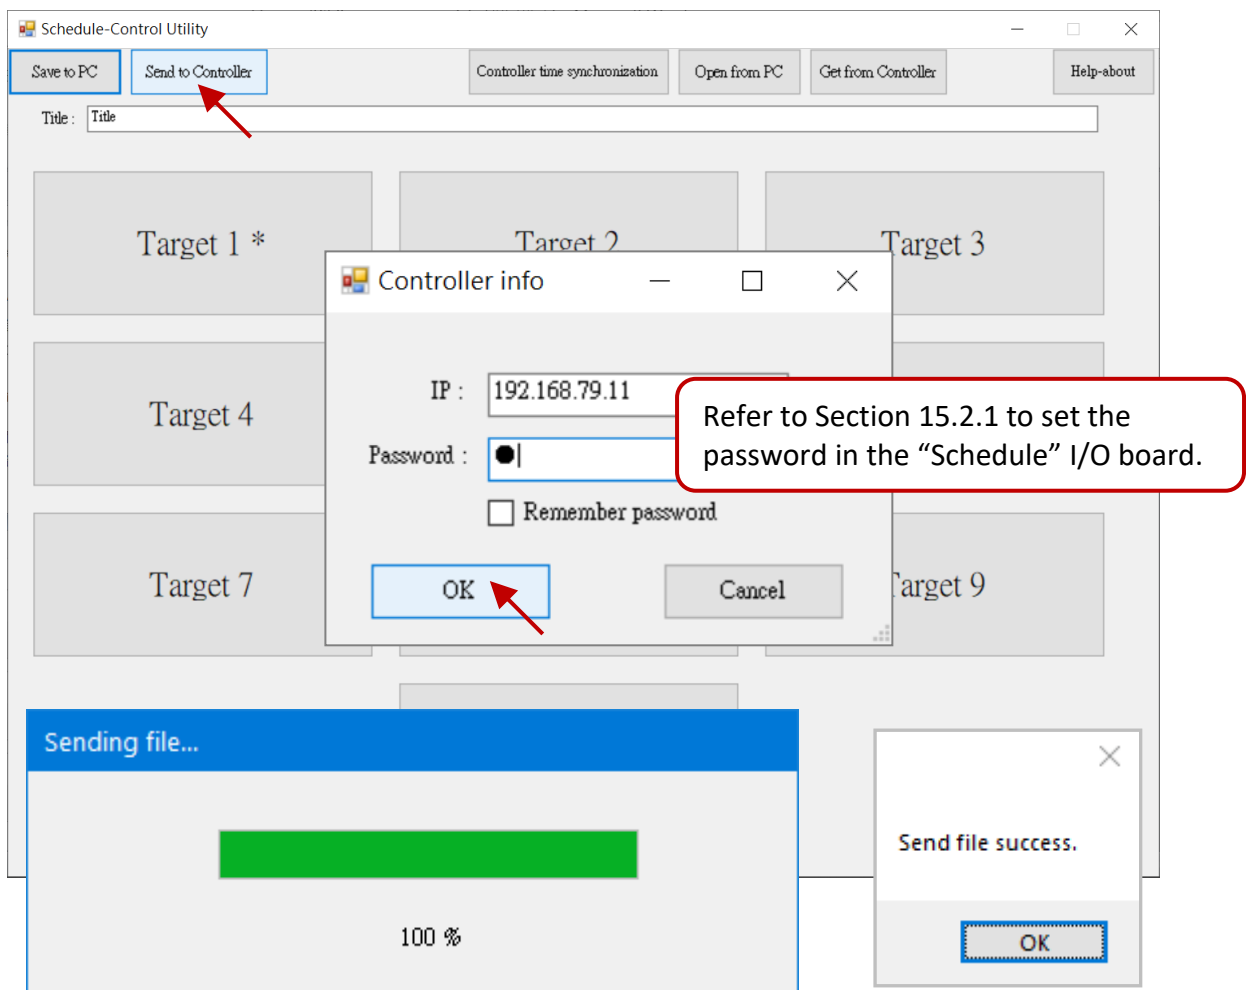 Schedule-Control Utility
Save to PC
Send to Controller
Controller time synchronization
Open from PC
Get from Controller
Help-about
Title :
Title
Target 1 *
Target 2
Target 3
Controller info
IP :
192.168.79.11
Target 4
Refer to Section 15.2.1 to set the
password in the “Schedule” I/O board.
Password :
Remember password
OK
Cancel
Target 7
Target 9
Sending file...
100 %
Send file success.
OK